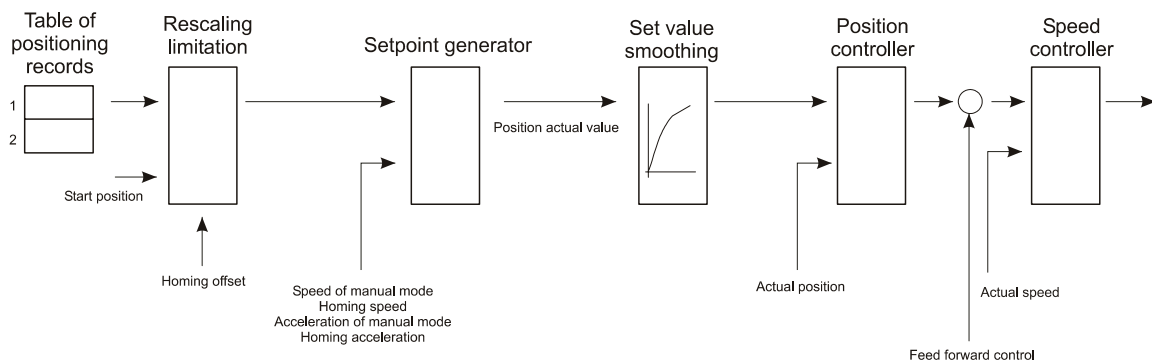 Table of
positioning
records
Rescaling
limitation
Setpoint generator
Set value
smoothing
Position
controller
Speed
controller
1
2
Position actual value
Start position
Homing offset
Speed of manual mode
Homing speed
Acceleration of manual mode
Homing acceleration
Actual position
Actual speed
Feed forward control